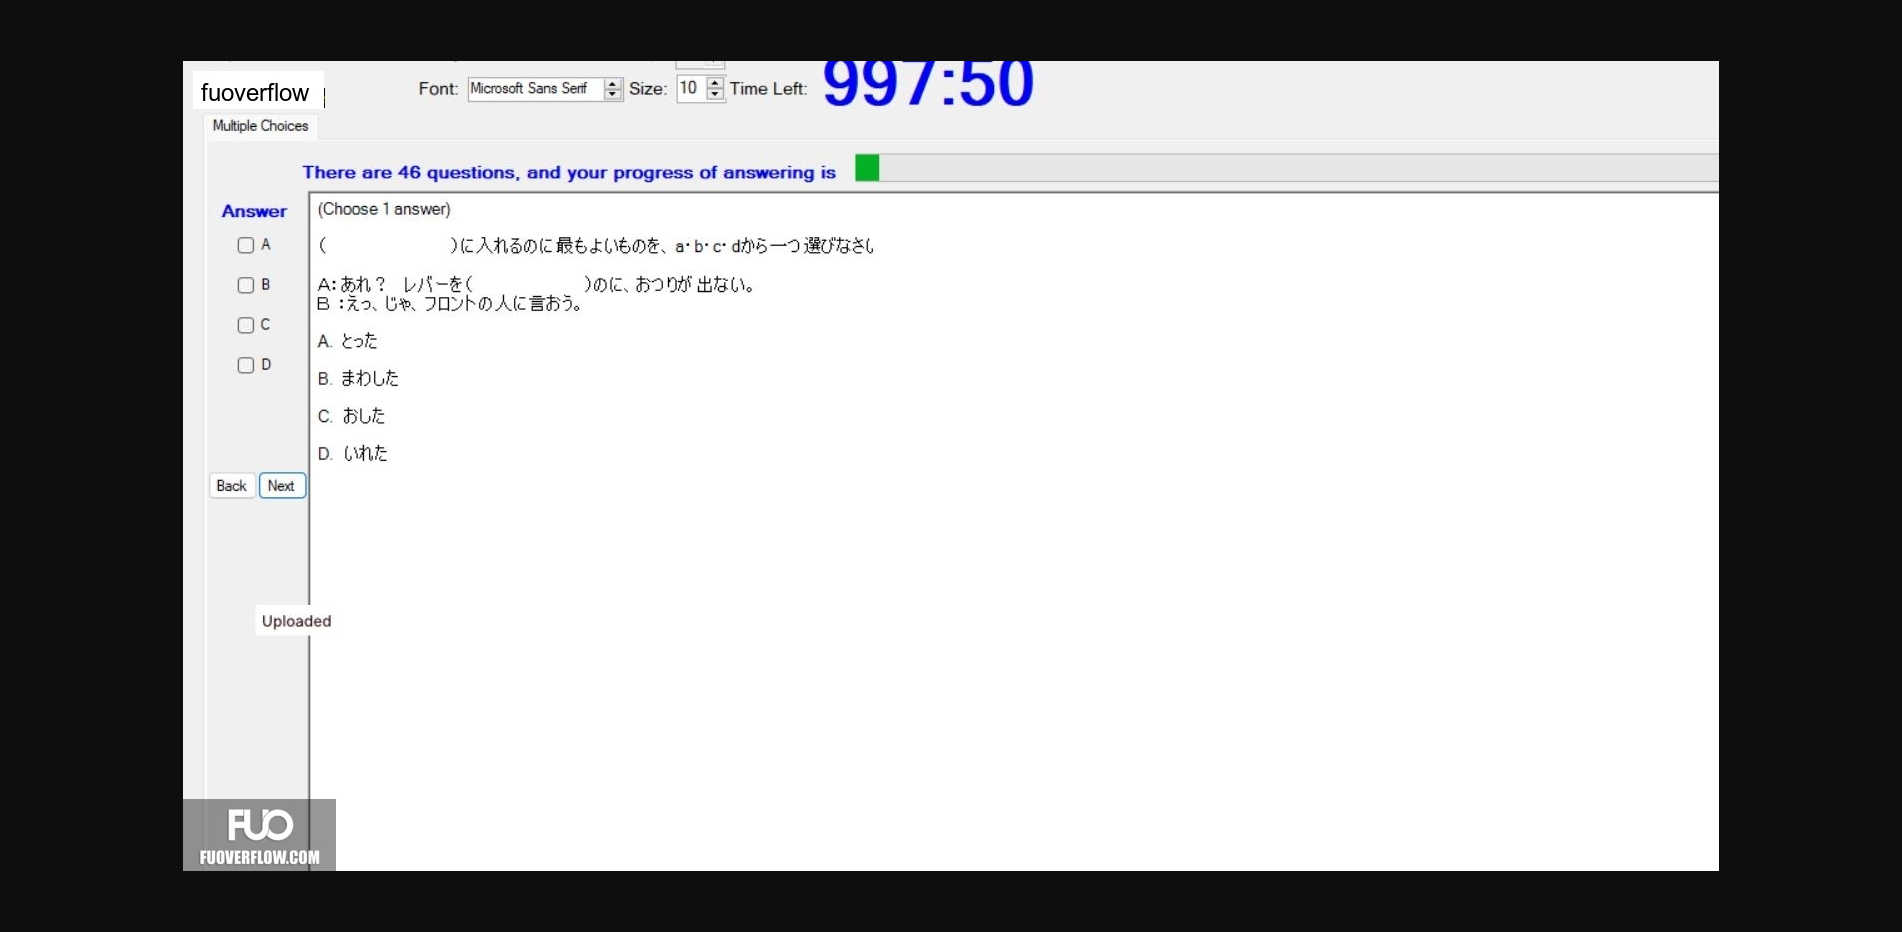 fuoverflow
Font: Microsoft Sans Serif Size: 10 Time Left: 997:50
Multiple Choices
There are 46 questions, and your progress of answering is
Answer
(Choose 1 answer)
A
( )に入れるのに最もよいものを、a・b・c・dから一つ選びなさし
B
A:あれ? レバーを( )のに、おつりが出ない。
B :えっ、じゃ、フロントの人に言おう。
C
A. とった
D
B. まわした
C. おした
D. いれた
Back Next
Uploaded
FUO
FUOVERFLOW.COM